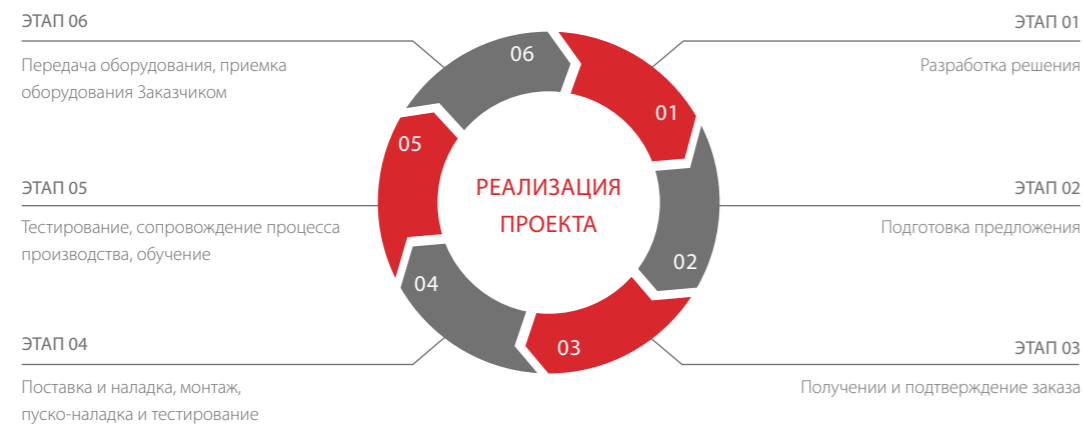 ЭТАП 06
Передача оборудования, приемка
оборудования Заказчиком
ЭТАП 05
Тестирование, сопровождение процесса
производства, обучение
ЭТАП 04
Поставка и наладка, монтаж,
пуско-наладка и тестирование
06
01
05
РЕАЛИЗАЦИЯ
ПРОЕКТА
02
04
03
ЭТАП 01
Разработка решения
ЭТАП 02
Подготовка предложения
ЭТАП 03
Получении и подтверждение заказа